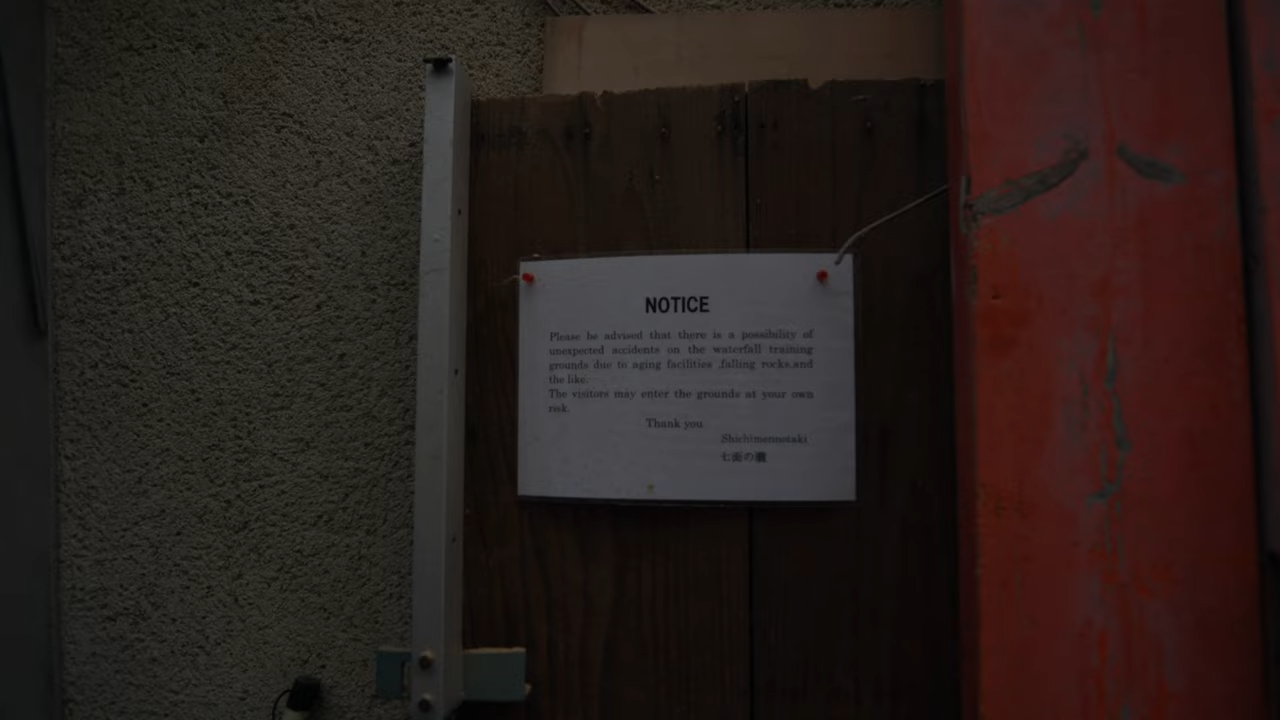 NOTICE
Please be advised that there is a possibility of
unexpected accidents on the waterfall training
grounds due to aging facilities ,falling rocks,and
the like.
The visitors may enter the grounds at your own
risk.
Thank you
Shichimennotaki
七面の瀧